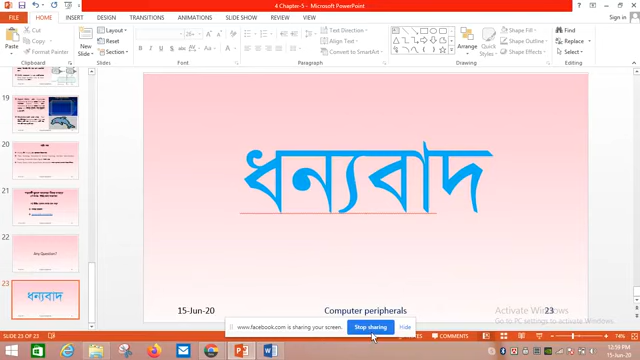 4 Chapter-5 - PowerPoint
FILE HOME INSERT DESIGN TRANSITIONS ANIMATIONS SLIDE SHOW REVIEW VIEW
Sign in
Cut
Copy
Format Painter
Paste
Clipboard
New Slide
Layout
Reset
Section
Slides
Font
Paragraph
Text Direction
Align Text
Convert to SmartArt
Arrange
Quick Styles
Shape Fill
Shape Outline
Shape Effects
Drawing
Find
Replace
Select
Editing
19
20
21
22
Any Question?
23
ধন্যবাদ
ধন্যবাদ
15-Jun-20 Computer peripherals 23
Activate Windows
Go to PC settings to activate Windows.
www.facebook.com is sharing your screen. Stop sharing Hide
SLIDE 23 OF 23
COMMENTS
74%
10:59 PM
15-Jun-20